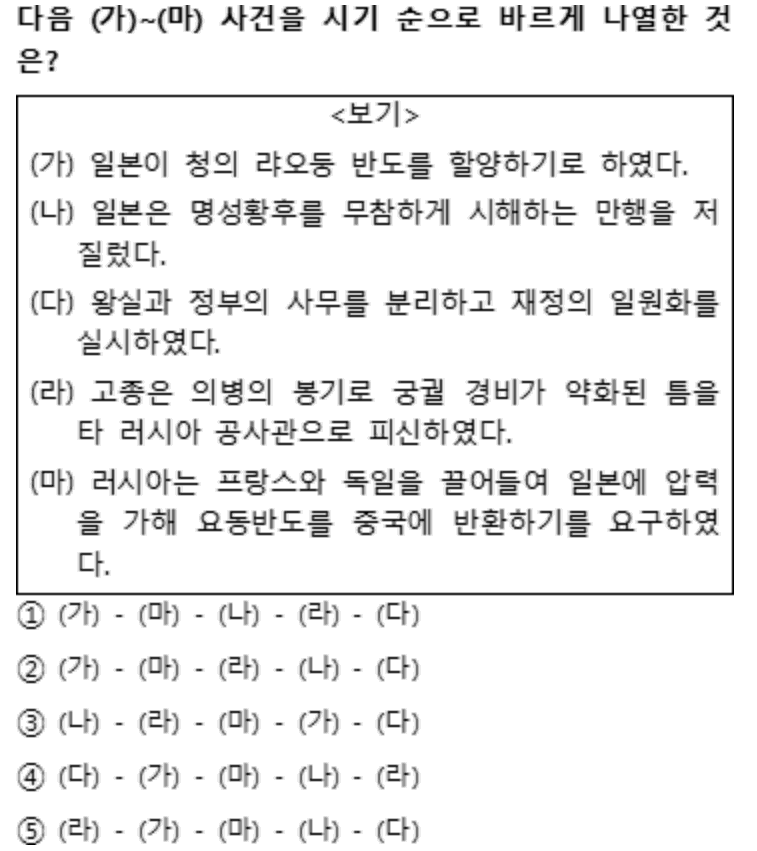 다음 (가)~(마) 사건을 시기 순으로 바르게 나열한 것
은?
<보기>
(가) 일본이 청의 랴오둥 반도를 할양하기로 하였다.
(나) 일본은 명성황후를 무참하게 시해하는 만행을 저
질렀다.
(다) 왕실과 정부의 사무를 분리하고 재정의 일원화를
실시하였다.
(라) 고종은 의병의 봉기로 궁궐 경비가 약화된 틈을
타 러시아 공사관으로 피신하였다.
(마) 러시아는 프랑스와 독일을 끌어들여 일본에 압력
을 가해 요동반도를 중국에 반환하기를 요구하였
다.
① (가) - (마) - (나) - (라) - (다)
② (가) - (마) - (라) - (나) - (다)
③ (나) - (라) - (마) - (가) - (다)
④ (다) - (가) - (마) - (나) - (라)
⑤ (라) - (가) - (마) - (나) - (다)